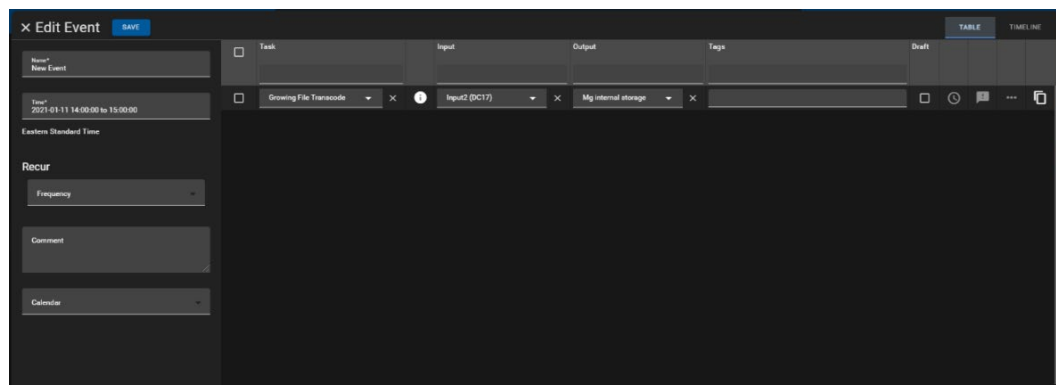 Edit Event SAVE TABLE TIMELINE
Name*
New Event
Time*
2021-01-11 14:00:00 to 15:00:00
Eastern Standard Time
Recur
Frequency
Comment
Calendar
Task Input Output Tags Draft
Growing File Transcode Input2 (DC17) Mg internal storage